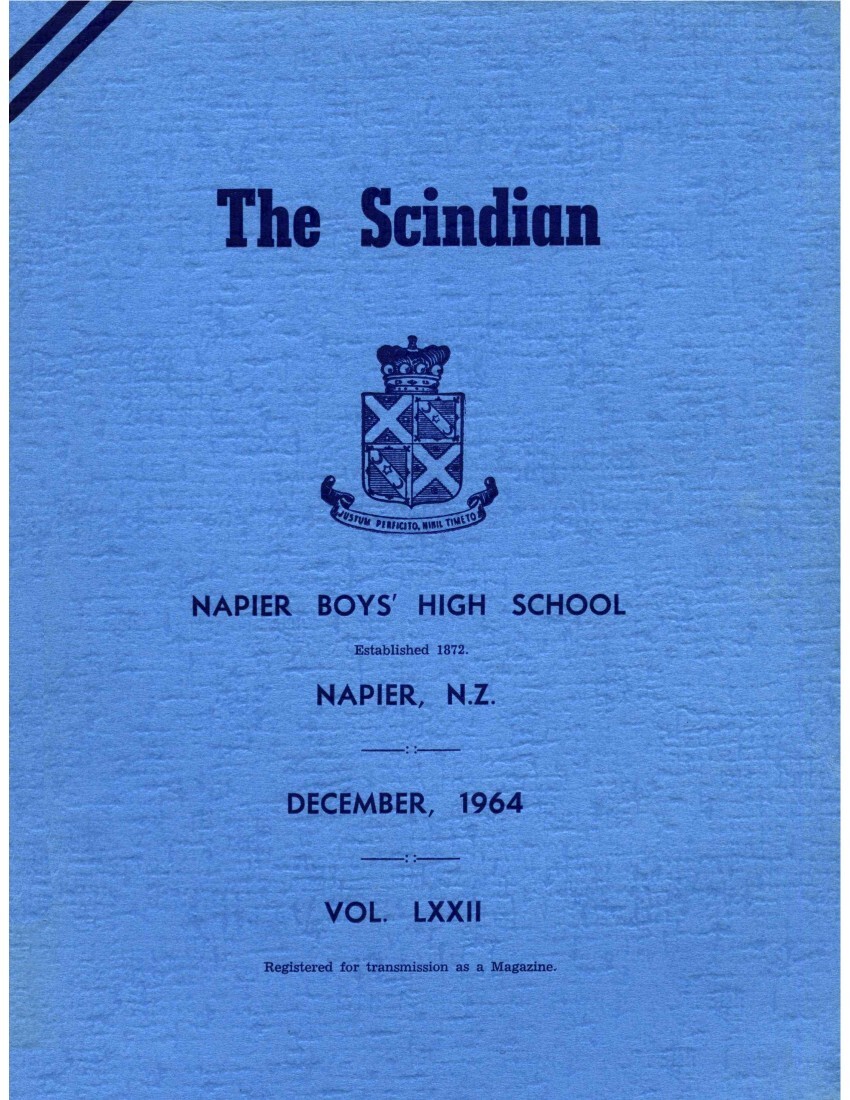 The Scindian
JUSTUM PERFICITO, NIHIL TIMETO
NAPIER BOYS' HIGH SCHOOL
Established 1872.
NAPIER, N.Z.
DECEMBER, 1964
VOL. LXXII
Registered for transmission as a Magazine.